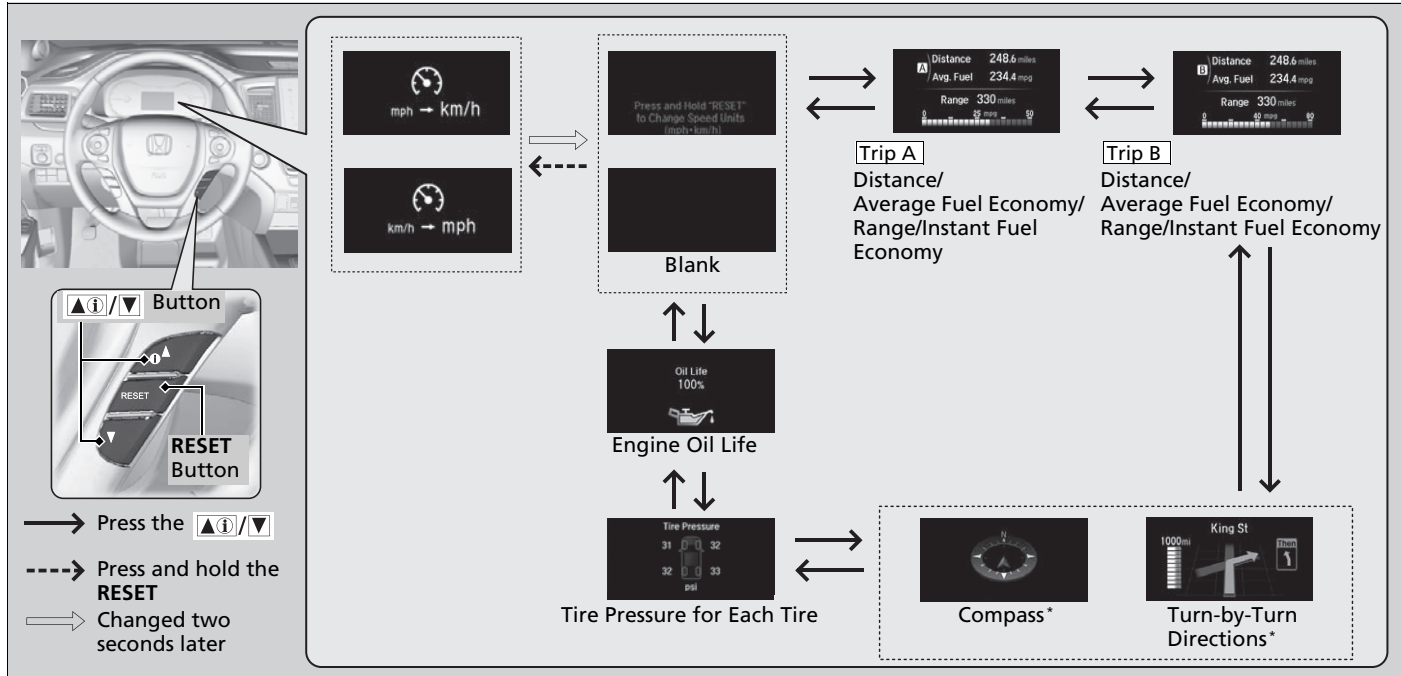 mph → km/h
km/h → mph
Press and Hold "RESET"
to Change Speed Units
(mph•km/h)
Blank
A
Distance 248.6 miles
Avg. Fuel 234.4 mpg
Range 330 miles
0 25 mpg 50
Trip A
Distance/
Average Fuel Economy/
Range/Instant Fuel
Economy
B
Distance 248.6 miles
Avg. Fuel 234.4 mpg
Range 330 miles
0 40 mpg 80
Trip B
Distance/
Average Fuel Economy/
Range/Instant Fuel Economy
▲ⓘ/▼ Button
RESET
RESET
Button
Press the ▲ⓘ/▼
Press and hold the
RESET
Changed two
seconds later
Oil Life
100%
Engine Oil Life
Tire Pressure
31 32
32 33
psi
Tire Pressure for Each Tire
N
Compass*
King St
1000mi
Then
Turn-by-Turn
Directions*